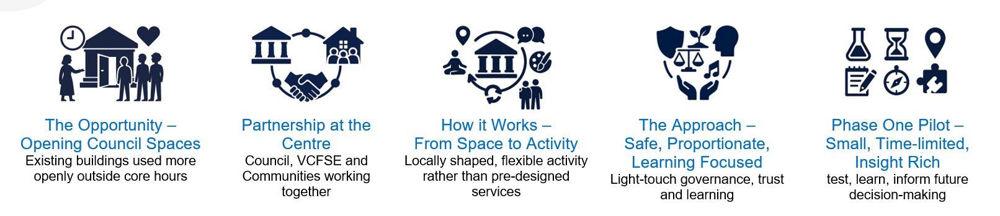 The Opportunity –
Opening Council Spaces
Existing buildings used more
openly outside core hours
Partnership at the
Centre
Council, VCFSE and
Communities working
together
How it Works –
From Space to Activity
Locally shaped, flexible activity
rather than pre-designed
services
The Approach –
Safe, Proportionate,
Learning Focused
Light-touch governance, trust
and learning
Phase One Pilot –
Small, Time-limited,
Insight Rich
test, learn, inform future
decision-making